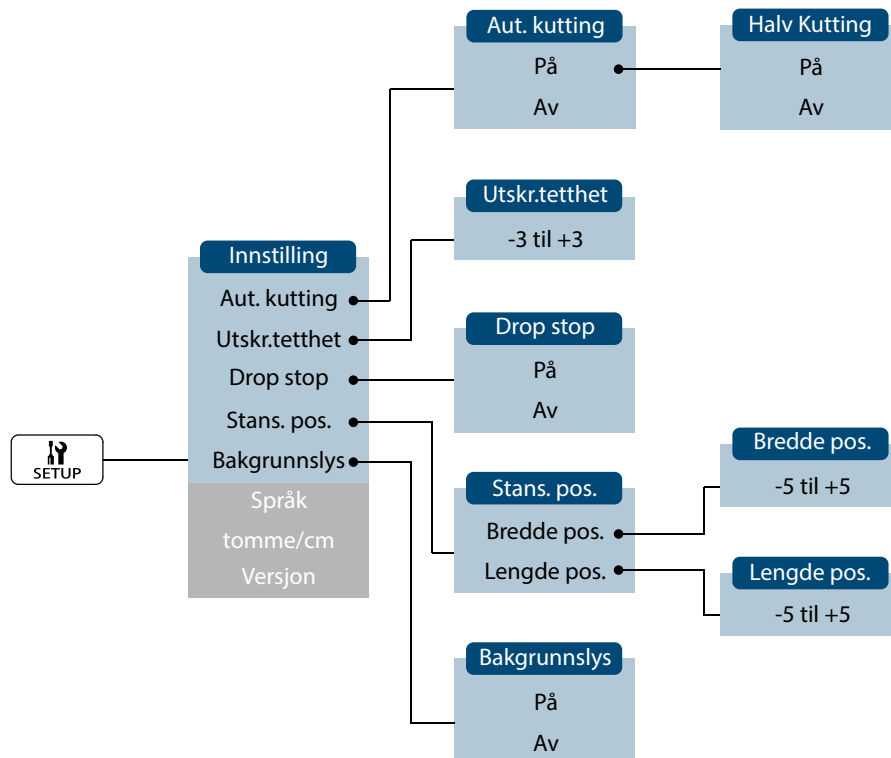 SETUP
Innstilling
Aut. kutting
Utskr.tetthet
Drop stop
Stans. pos.
Bakgrunnslys
Språk
tomme/cm
Versjon
Aut. kutting
På
Av
Halv Kutting
På
Av
Utskr.tetthet
-3 til +3
Drop stop
På
Av
Stans. pos.
Bredde pos.
Lengde pos.
Bredde pos.
-5 til +5
Lengde pos.
-5 til +5
Bakgrunnslys
På
Av